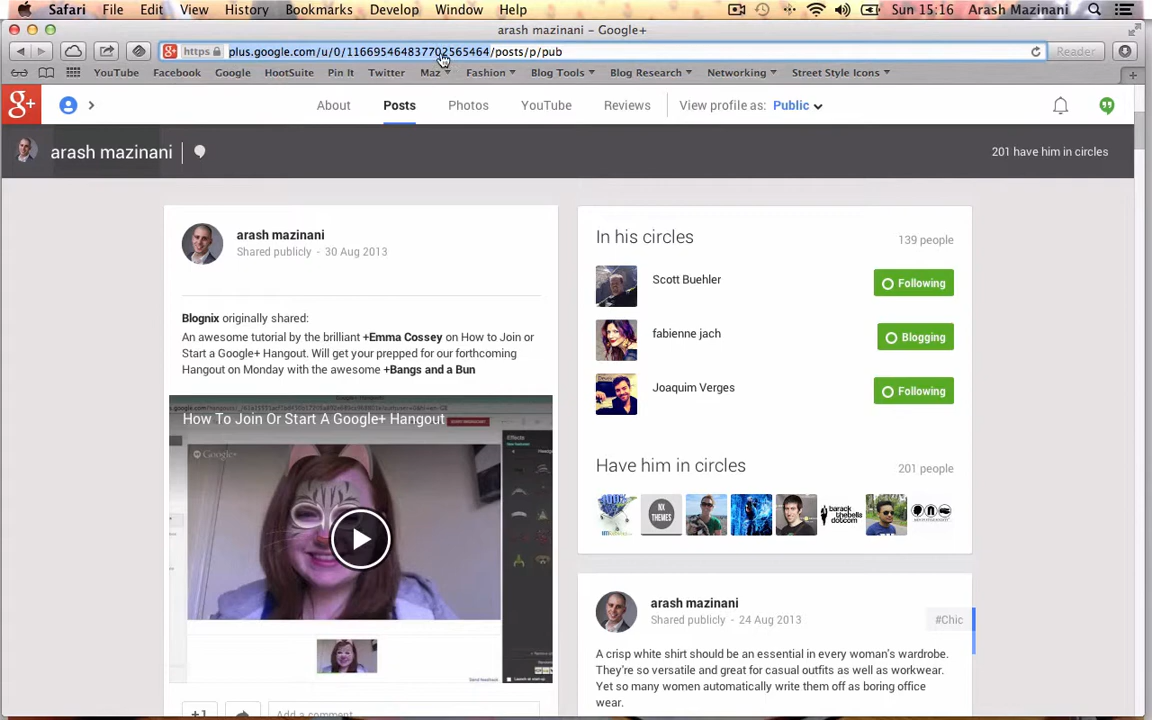 Safari File Edit View History Bookmarks Develop Window Help Sun 15:16 Arash Mazinani
arash mazinani – Google+
https plus.google.com/u/0/116695464837702565464/posts/p/pub Reader
YouTube Facebook Google HootSuite Pin It Twitter Maz Fashion Blog Tools Blog Research Networking Street Style Icons
g+ About Posts Photos YouTube Reviews View profile as: Public
arash mazinani 201 have him in circles
arash mazinani
Shared publicly - 30 Aug 2013
Blognix originally shared:
An awesome tutorial by the brilliant +Emma Cossey on How to Join or
Start a Google+ Hangout. Will get your prepped for our forthcoming
Hangout on Monday with the awesome +Bangs and a Bun
How To Join Or Start A Google+ Hangout
Google+
Effects
+1 Add a comment...
In his circles 139 people
Scott Buehler Following
fabienne jach Blogging
Joaquim Verges Following
Have him in circles 201 people
NX
THEMES
barack
thebells
dotcom
arash mazinani
Shared publicly - 24 Aug 2013 #Chic
A crisp white shirt should be an essential in every woman's wardrobe.
They're so versatile and great for casual outfits as well as workwear.
Yet so many women automatically write them off as boring office
wear.